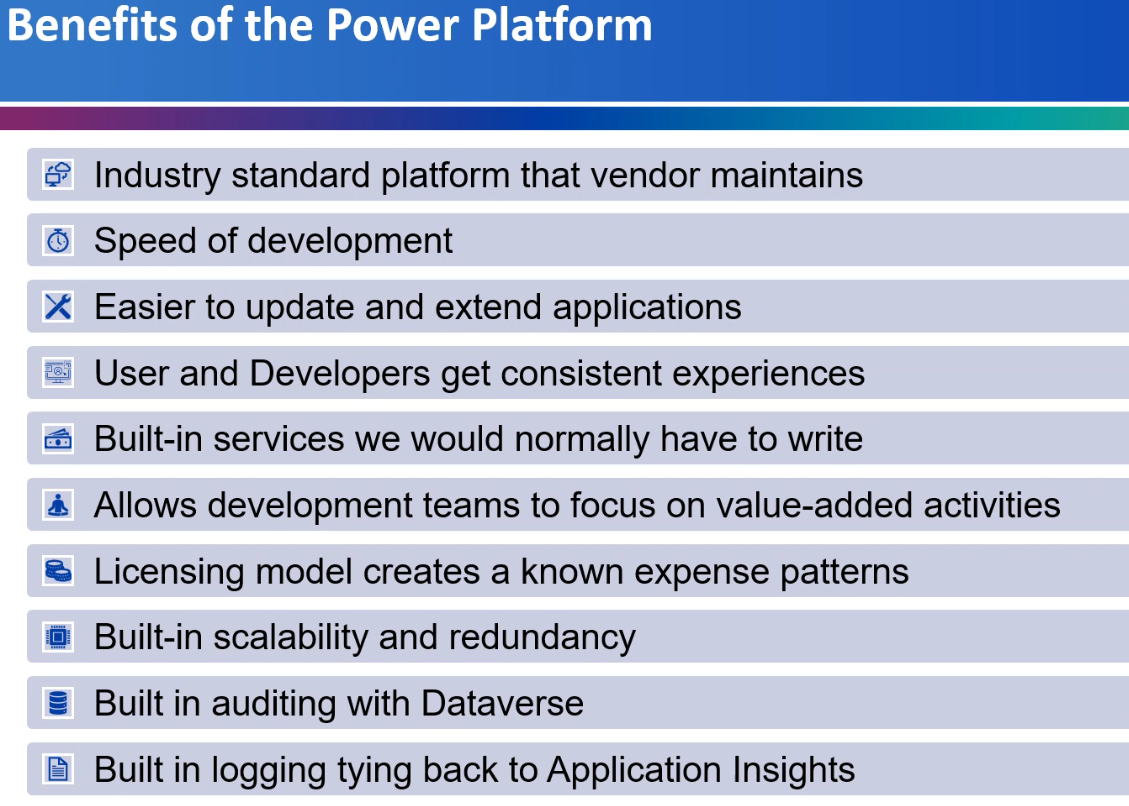 Benefits of the Power Platform
Industry standard platform that vendor maintains
Speed of development
Easier to update and extend applications
User and Developers get consistent experiences
Built-in services we would normally have to write
Allows development teams to focus on value-added activities
Licensing model creates a known expense patterns
Built-in scalability and redundancy
Built in auditing with Dataverse
Built in logging tying back to Application Insights